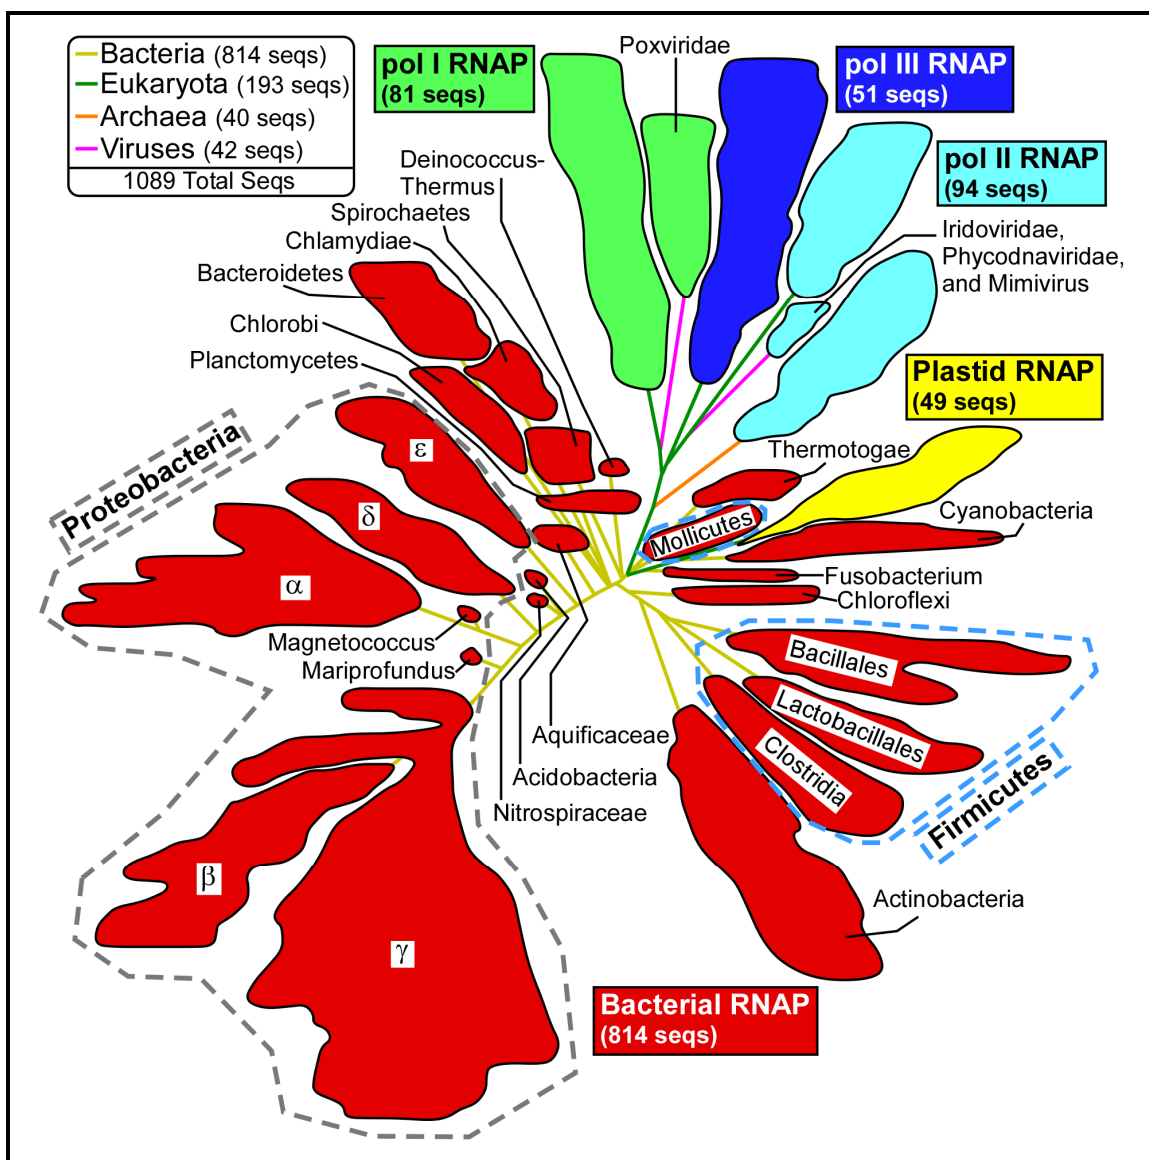 Bacteria (814 seqs)
Eukaryota (193 seqs)
Archaea (40 seqs)
Viruses (42 seqs)
1089 Total Seqs
pol I RNAP
(81 seqs)
Poxviridae
pol III RNAP
(51 seqs)
pol II RNAP
(94 seqs)
Iridoviridae,
Phycodnaviridae,
and Mimivirus
Deinococcus-
Thermus
Spirochaetes
Chlamydiae
Bacteroidetes
Chlorobi
Planctomycetes
Plastid RNAP
(49 seqs)
Thermotogae
Mollicutes
Cyanobacteria
Fusobacterium
Chloroflexi
Proteobacteria
ε
δ
α
Magnetococcus
Mariprofundus
Aquificaceae
Acidobacteria
Nitrospiraceae
Bacillales
Lactobacillales
Clostridia
Firmicutes
β
γ
Actinobacteria
Bacterial RNAP
(814 seqs)